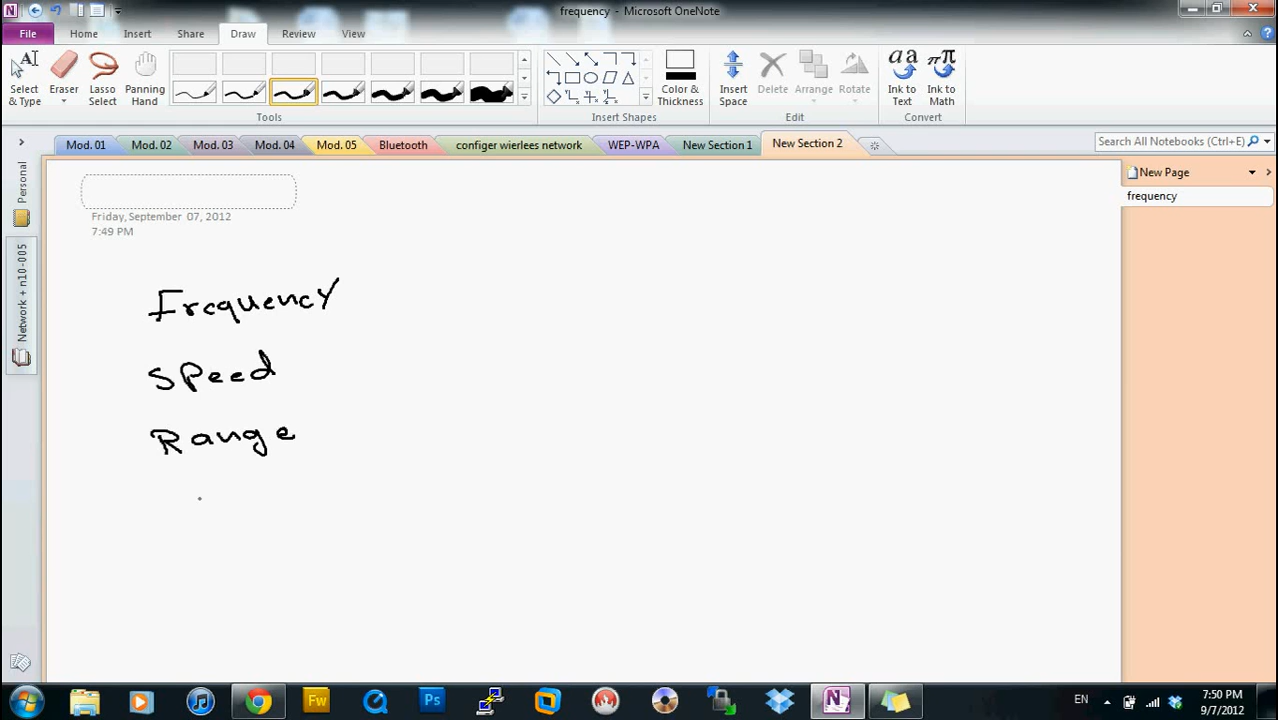 frequency - Microsoft OneNote
File Home Insert Share Draw Review View
Select & Type Eraser Lasso Select Panning Hand Color & Thickness Insert Space Delete Arrange Rotate Ink to Text Ink to Math
Tools Insert Shapes Edit Convert
Mod. 01 Mod. 02 Mod. 03 Mod. 04 Mod. 05 Bluetooth configer wierlees network WEP-WPA New Section 1 New Section 2 Search All Notebooks (Ctrl+E)
New Page
frequency
Personal
Network + n10-005
Friday, September 07, 2012
7:49 PM
Frequency
Speed
Range
Fw Ps EN 7:50 PM
9/7/2012